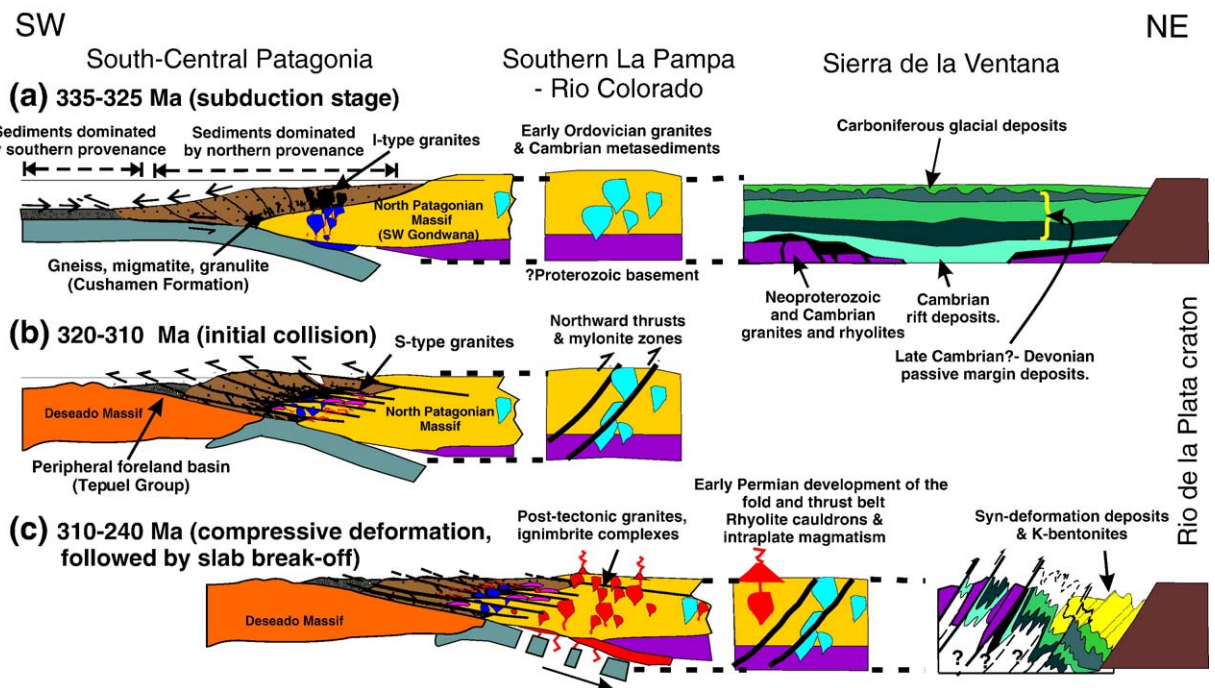 SW
NE
South-Central Patagonia
Southern La Pampa
- Rio Colorado
Sierra de la Ventana
(a) 335-325 Ma (subduction stage)
Sediments dominated
southern provenance
Sediments dominated
by northern provenance
I-type granites
Early Ordovician granites
& Cambrian metasediments
Carboniferous glacial deposits
North Patagonian
Massif
(SW Gondwana)
Gneiss, migmatite, granulite
(Cushamen Formation)
?Proterozoic basement
Neoproterozoic
and Cambrian
granites and rhyolites
Cambrian
rift deposits.
Late Cambrian?- Devonian
passive margin deposits.
Rio de la Plata craton
(b) 320-310 Ma (initial collision)
S-type granites
Northward thrusts
& mylonite zones
Deseado Massif
North Patagonian
Massif
Peripheral foreland basin
(Tepuel Group)
(c) 310-240 Ma (compressive deformation,
followed by slab break-off)
Post-tectonic granites,
ignimbrite complexes
Early Permian development of the
fold and thrust belt
Rhyolite cauldrons &
intraplate magmatism
Syn-deformation deposits
& K-bentonites
Deseado Massif
? ? ?